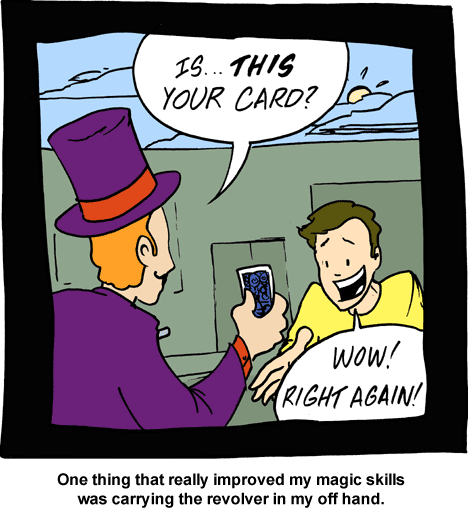 IS... THIS
YOUR CARD?
WOW!
RIGHT AGAIN!
One thing that really improved my magic skills
was carrying the revolver in my off hand.